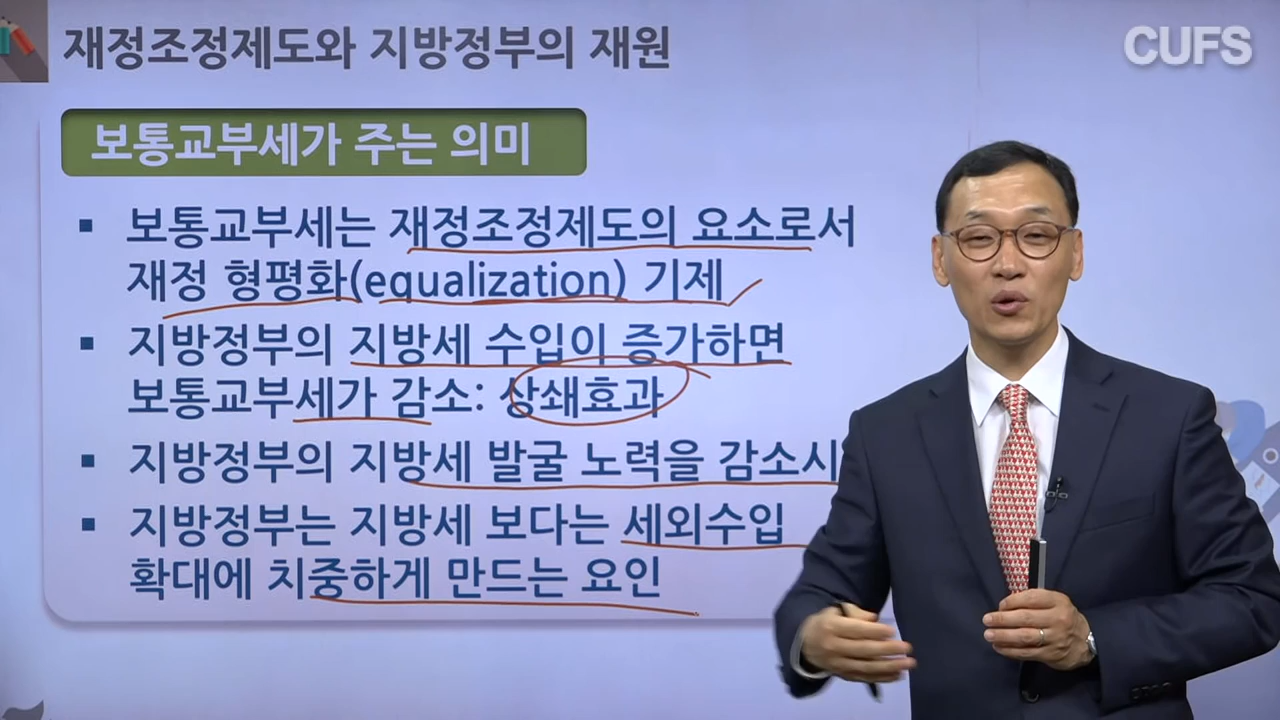 재정조정제도와 지방정부의 재원
CUFS
보통교부세가 주는 의미
▪ 보통교부세는 재정조정제도의 요소로서
재정 형평화(equalization) 기제
▪ 지방정부의 지방세 수입이 증가하면
보통교부세가 감소: 상쇄효과
▪ 지방정부의 지방세 발굴 노력을 감소시
▪ 지방정부는 지방세 보다는 세외수입
확대에 치중하게 만드는 요인